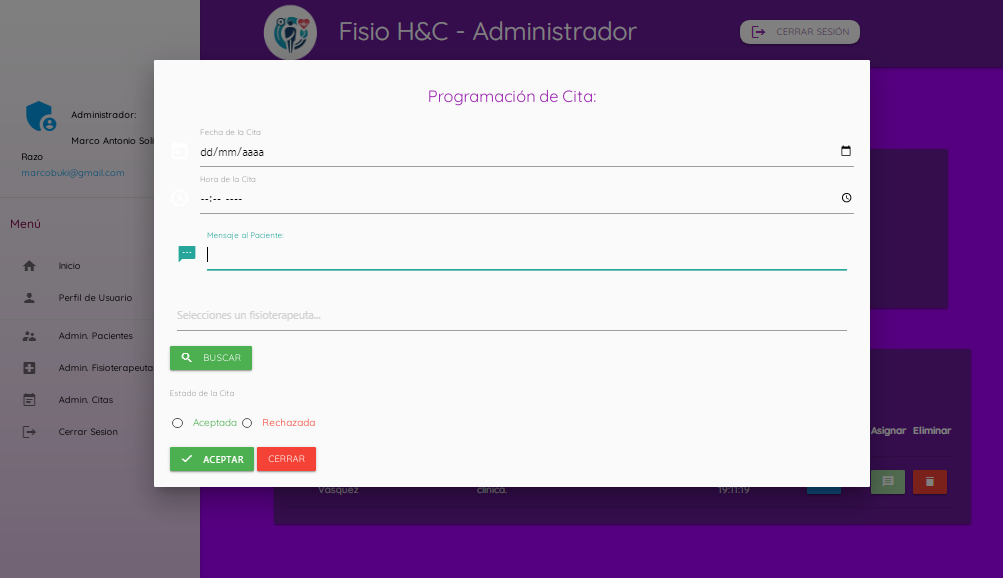 Fisio H&C - Administrador
CERRAR SESIÓN
Administrador:
Marco Antonio Solí
Razo
marcobuki@gmail.com
Menú
Inicio
Perfil de Usuario
Admin. Pacientes
Admin. Fisioterapeuta
Admin. Citas
Cerrar Sesion
Programación de Cita:
Fecha de la Cita
dd/mm/aaaa
Hora de la Cita
--:-- ----
Mensaje al Paciente:
Selecciones un fisioterapeuta...
BUSCAR
Estado de la Cita
Aceptada Rechazada
ACEPTAR CERRAR
Asignar Eliminar
Vasquez clinica. 19:11:19